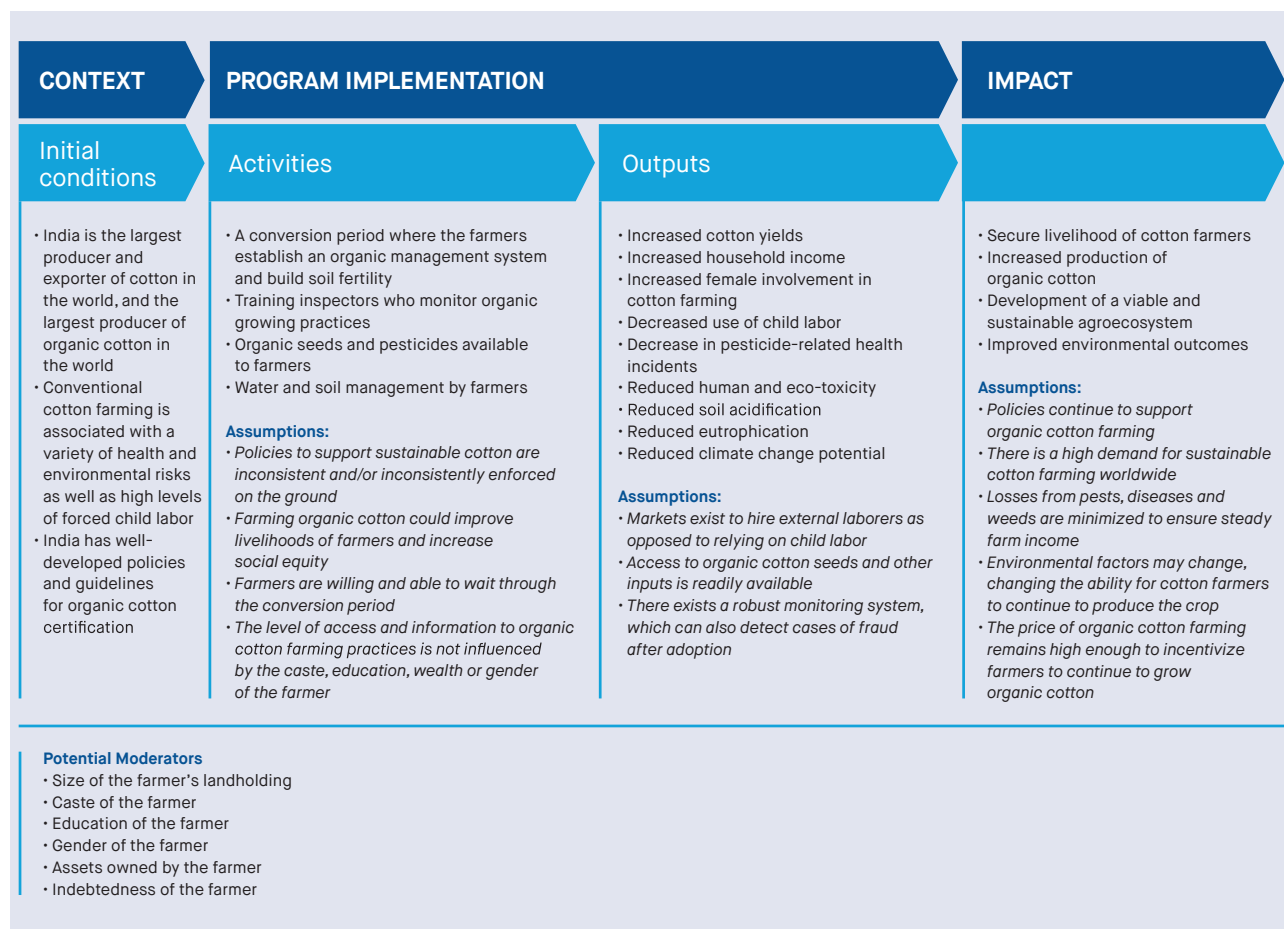 CONTEXT
PROGRAM IMPLEMENTATION
IMPACT
Initial
conditions
Activities
Outputs
• India is the largest
producer and
exporter of cotton in
the world, and the
largest producer of
organic cotton in
the world
• Conventional
cotton farming is
associated with a
variety of health and
environmental risks
as well as high levels
of forced child labor
• India has well-
developed policies
and guidelines
for organic cotton
certification
• A conversion period where the farmers
establish an organic management system
and build soil fertility
• Training inspectors who monitor organic
growing practices
• Organic seeds and pesticides available
to farmers
• Water and soil management by farmers
Assumptions:
• Policies to support sustainable cotton are
inconsistent and/or inconsistently enforced
on the ground
• Farming organic cotton could improve
livelihoods of farmers and increase
social equity
• Farmers are willing and able to wait through
the conversion period
• The level of access and information to organic
cotton farming practices is not influenced
by the caste, education, wealth or gender
of the farmer
• Increased cotton yields
• Increased household income
• Increased female involvement in
cotton farming
• Decreased use of child labor
• Decrease in pesticide-related health
incidents
• Reduced human and eco-toxicity
• Reduced soil acidification
• Reduced eutrophication
• Reduced climate change potential
Assumptions:
• Markets exist to hire external laborers as
opposed to relying on child labor
• Access to organic cotton seeds and other
inputs is readily available
• There exists a robust monitoring system,
which can also detect cases of fraud
after adoption
• Secure livelihood of cotton farmers
• Increased production of
organic cotton
• Development of a viable and
sustainable agroecosystem
• Improved environmental outcomes
Assumptions:
• Policies continue to support
organic cotton farming
• There is a high demand for sustainable
cotton farming worldwide
• Losses from pests, diseases and
weeds are minimized to ensure steady
farm income
• Environmental factors may change,
changing the ability for cotton farmers
to continue to produce the crop
• The price of organic cotton farming
remains high enough to incentivize
farmers to continue to grow
organic cotton
Potential Moderators
• Size of the farmer's landholding
• Caste of the farmer
• Education of the farmer
• Gender of the farmer
• Assets owned by the farmer
• Indebtedness of the farmer